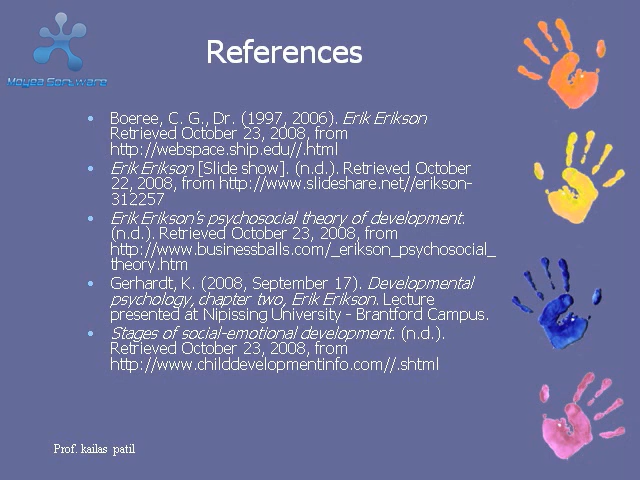 Moyea Software
References
• Boeree, C. G., Dr. (1997, 2006). Erik Erikson
Retrieved October 23, 2008, from
http://webspace.ship.edu//.html
• Erik Erikson [Slide show]. (n.d.). Retrieved October
22, 2008, from http://www.slideshare.net//erikson-
312257
• Erik Erikson's psychosocial theory of development.
(n.d.). Retrieved October 23, 2008, from
http://www.businessballs.com/_erikson_psychosocial_
theory.htm
• Gerhardt, K. (2008, September 17). Developmental
psychology, chapter two, Erik Erikson. Lecture
presented at Nipissing University - Brantford Campus.
• Stages of social-emotional development. (n.d.).
Retrieved October 23, 2008, from
http://www.childdevelopmentinfo.com//.shtml
Prof. kailas patil